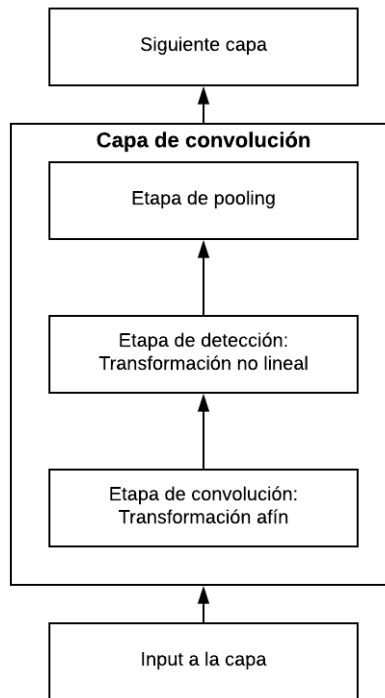 Siguiente capa
Capa de convolución
Etapa de pooling
Etapa de detección:
Transformación no lineal
Etapa de convolución:
Transformación afín
Input a la capa